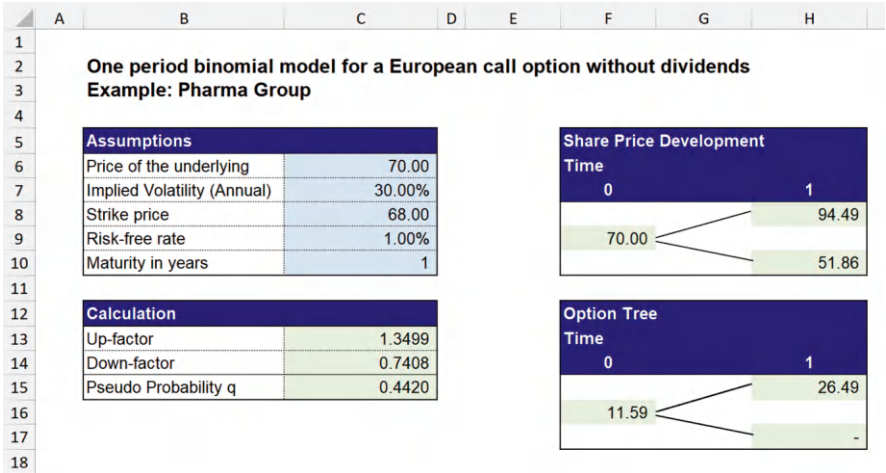 A B C D E F G H
1
2 One period binomial model for a European call option without dividends
3 Example: Pharma Group
4
5 Assumptions Share Price Development
6 Price of the underlying 70.00 Time
7 Implied Volatility (Annual) 30.00% 0 1
8 Strike price 68.00 94.49
9 Risk-free rate 1.00% 70.00
10 Maturity in years 1 51.86
11
12 Calculation Option Tree
13 Up-factor 1.3499 Time
14 Down-factor 0.7408 0 1
15 Pseudo Probability q 0.4420 26.49
16 11.59
17 -
18